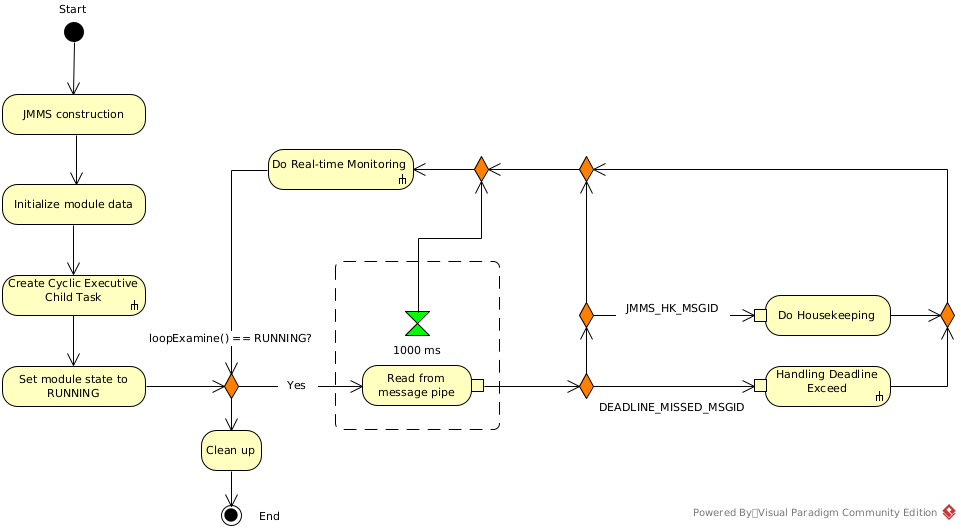 Start
JMMS construction
Initialize module data
Create Cyclic Executive
Child Task
Set module state to
RUNNING
Do Real-time Monitoring
loopExamine() == RUNNING?
Yes
1000 ms
Read from
message pipe
JMMS_HK_MSGID
Do Housekeeping
DEADLINE_MISSED_MSGID
Handling Deadline
Exceed
Clean up
End
Powered By Visual Paradigm Community Edition